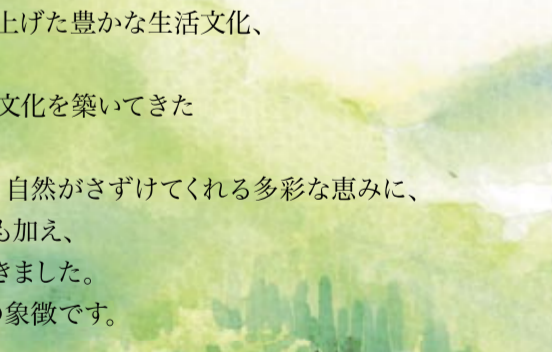 上げた豊かな生活文化、
文化を築いてきた
自然がさずけてくれる多彩な恵みに、
も加え、
きました。
の象徴です。